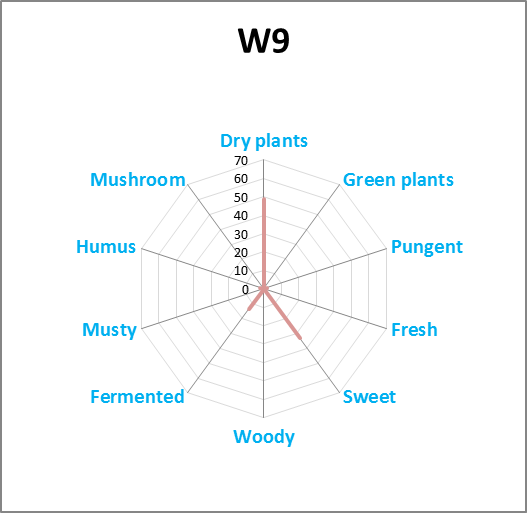 W9
Dry plants
Mushroom
Green plants
Humus
Pungent
Musty
Fresh
Fermented
Sweet
Woody
70
60
50
40
30
20
10
0